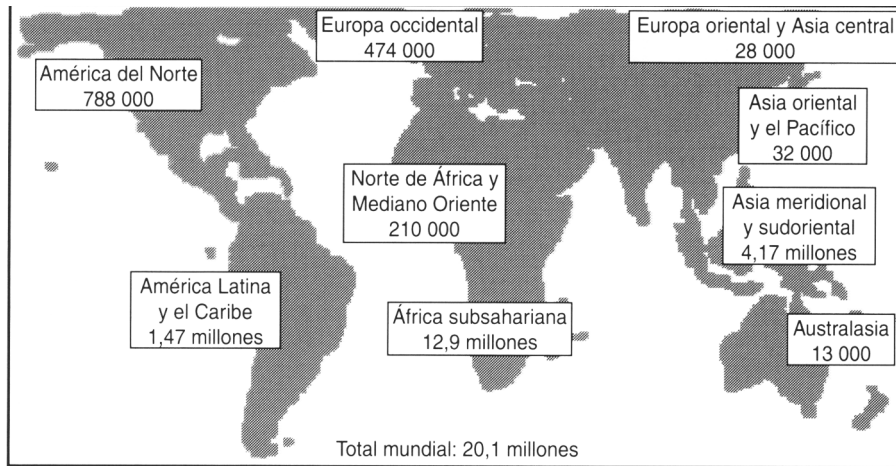 Europa occidental
474 000
Europa oriental y Asia central
28 000
América del Norte
788 000
Asia oriental
y el Pacífico
32 000
Norte de África y
Mediano Oriente
210 000
Asia meridional
y sudoriental
4,17 millones
América Latina
y el Caribe
1,47 millones
África subsahariana
12,9 millones
Australasia
13 000
Total mundial: 20,1 millones